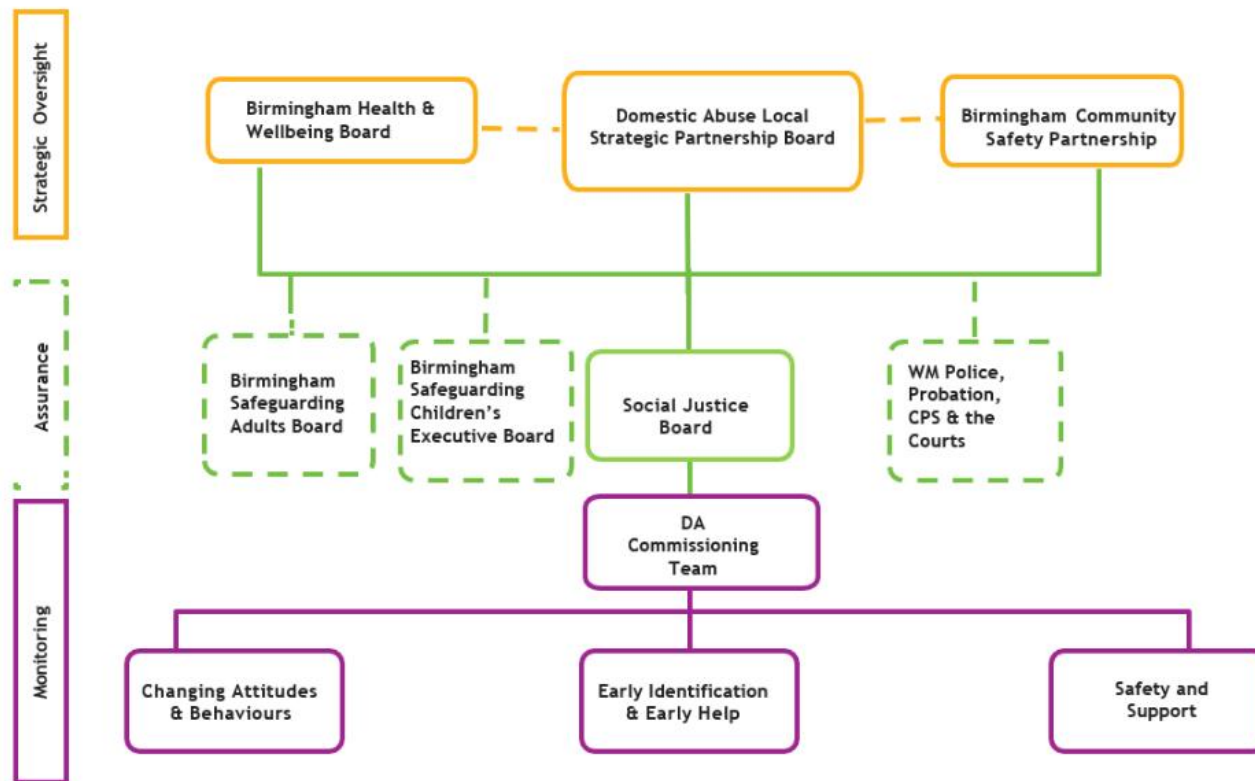 Strategic Oversight
Birmingham Health &
Wellbeing Board
Domestic Abuse Local
Strategic Partnership Board
Birmingham Community
Safety Partnership
Assurance
Birmingham
Safeguarding
Adults Board
Birmingham
Safeguarding
Children's
Executive Board
Social Justice
Board
WM Police,
Probation,
CPS & the
Courts
Monitoring
DA
Commissioning
Team
Changing Attitudes
& Behaviours
Early Identification
& Early Help
Safety and
Support